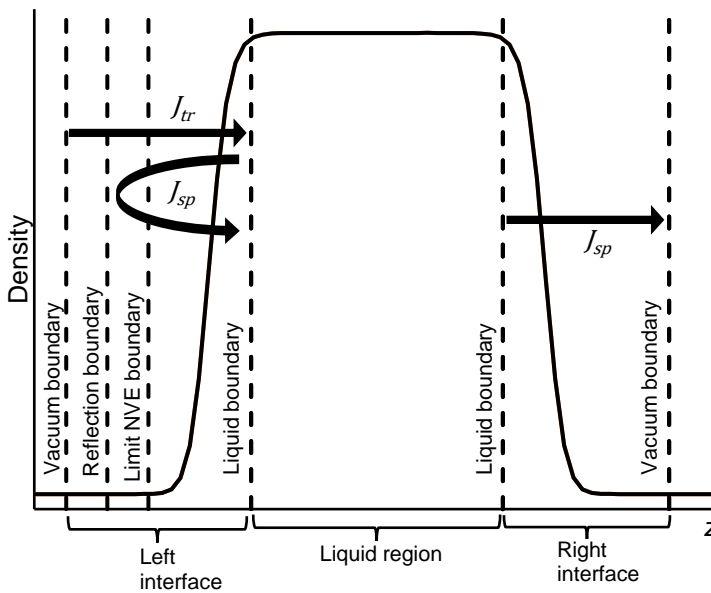 J_tr
J_sp
J_sp
Density
Vacuum boundary
Reflection boundary
Limit NVE boundary
Liquid boundary
Liquid boundary
Vacuum boundary
z
Left
interface
Liquid region
Right
interface